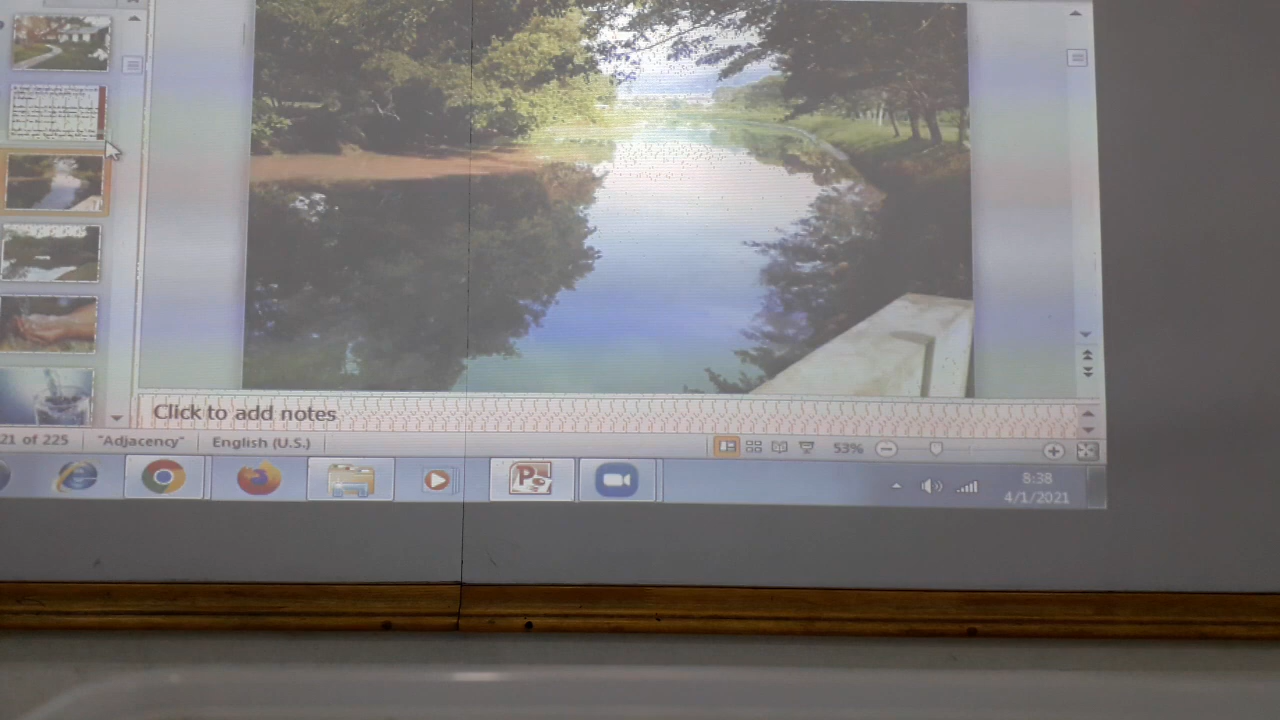 Click to add notes
21 of 225 "Adjacency" English (U.S.) 53%
P
8:38
4/1/2021